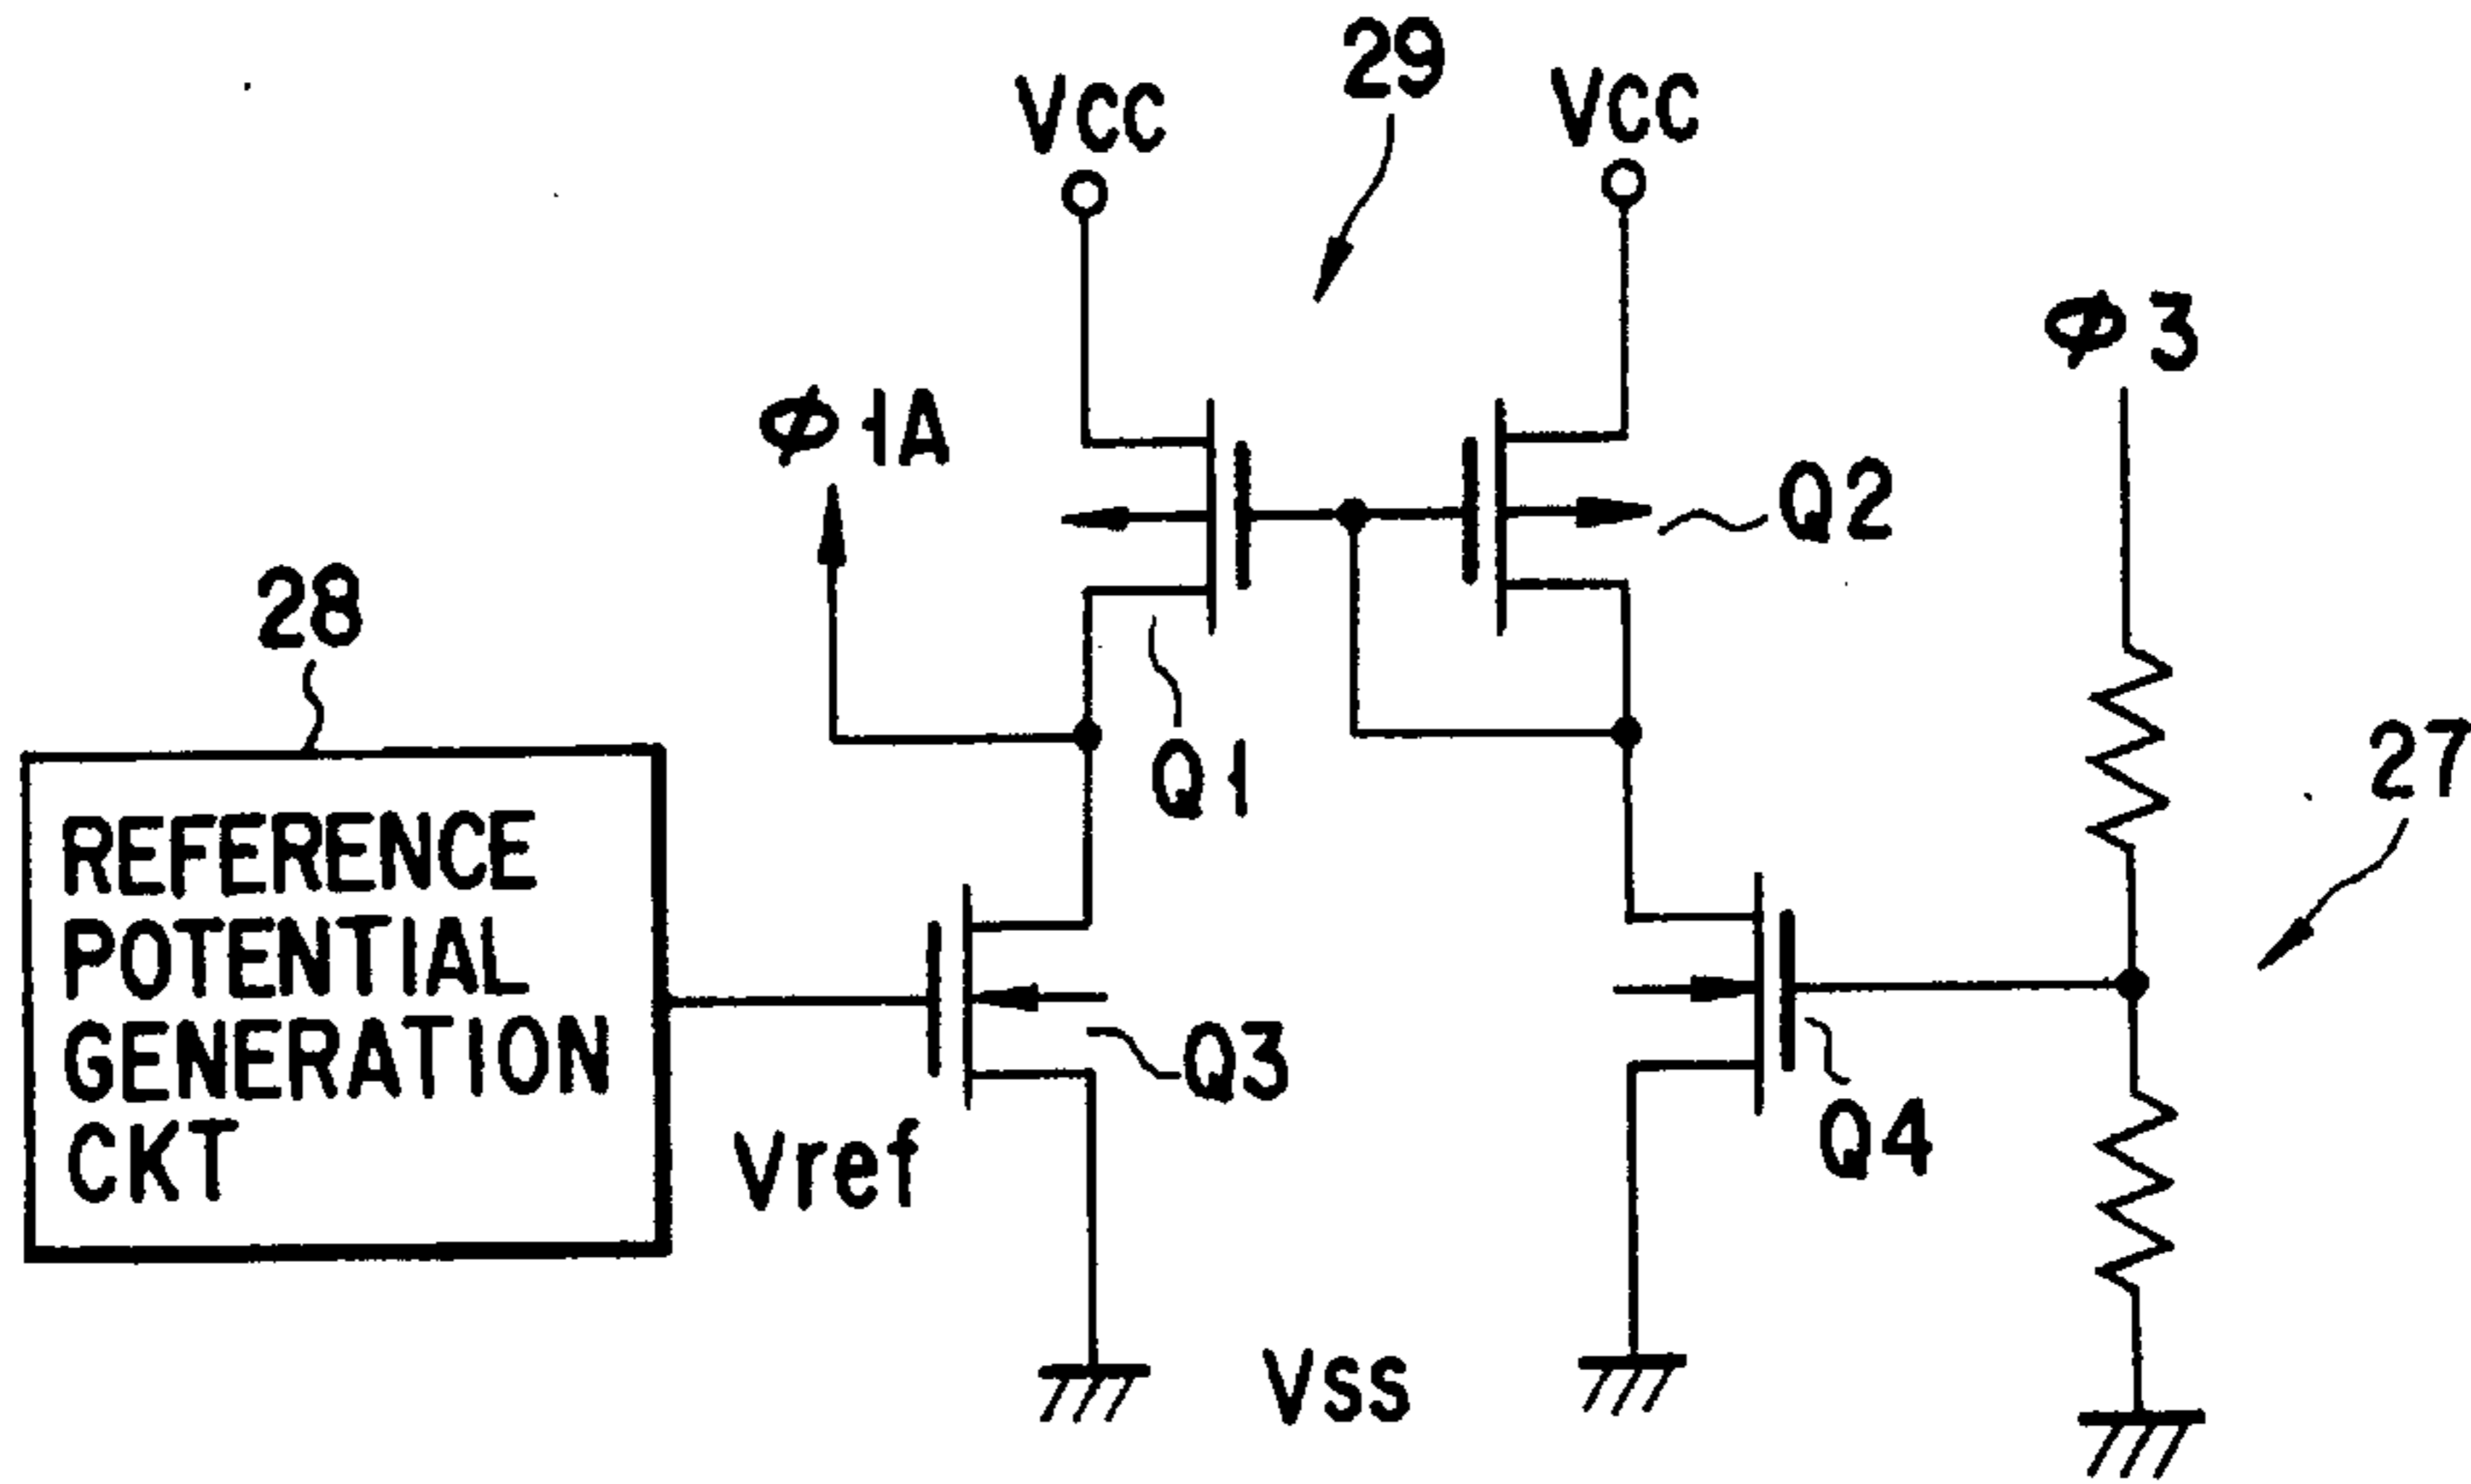 29
VCC
VCC
φ3
φ1A
Q2
28
27
Q1
REFERENCE
POTENTIAL
GENERATION
CKT
Q3
Q4
Vref
VSS